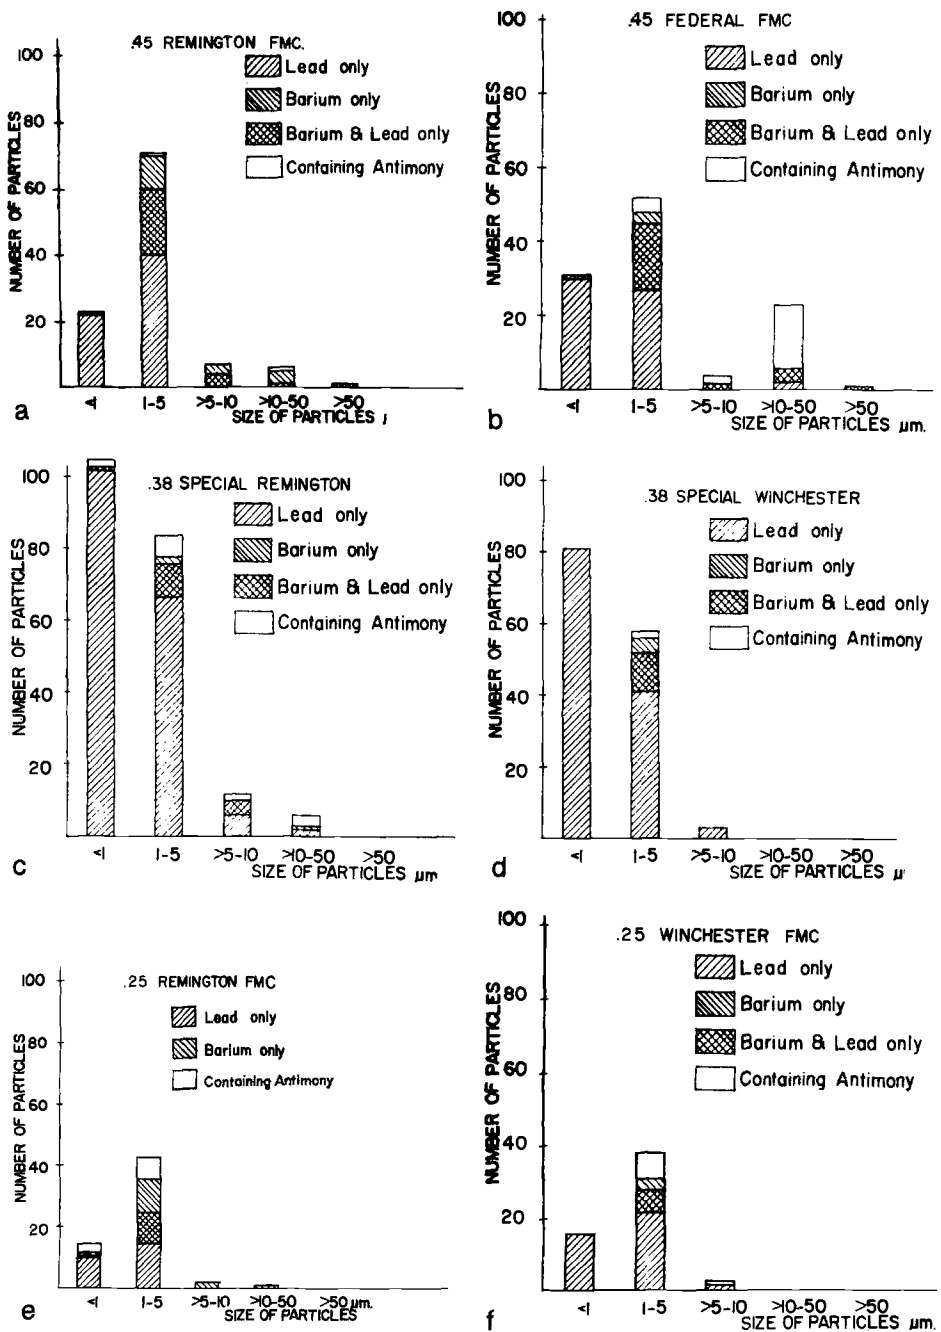 .45 REMINGTON FMC.
Lead only
Barium only
Barium & Lead only
Containing Antimony
NUMBER OF PARTICLES
100
80
60
40
20
<1 1-5 >5-10 >10-50 >50
SIZE OF PARTICLES
a
.45 FEDERAL FMC
Lead only
Barium only
Barium & Lead only
Containing Antimony
NUMBER OF PARTICLES
100
80
60
40
20
<1 1-5 >5-10 >10-50 >50
SIZE OF PARTICLES µm.
b
.38 SPECIAL REMINGTON
Lead only
Barium only
Barium & Lead only
Containing Antimony
NUMBER OF PARTICLES
100
80
60
40
20
<1 1-5 >5-10 >10-50 >50
SIZE OF PARTICLES µm
c
.38 SPECIAL WINCHESTER
Lead only
Barium only
Barium & Lead only
Containing Antimony
NUMBER OF PARTICLES
100
80
60
40
20
<1 1-5 >5-10 >10-50 >50
SIZE OF PARTICLES µ
d
.25 REMINGTON FMC
Lead only
Barium only
Containing Antimony
NUMBER OF PARTICLES
100
80
60
40
20
<1 1-5 >5-10 >10-50 >50 µm.
SIZE OF PARTICLES
e
.25 WINCHESTER FMC
Lead only
Barium only
Barium & Lead only
Containing Antimony
NUMBER OF PARTICLES
100
80
60
40
20
<1 1-5 >5-10 >10-50 >50
SIZE OF PARTICLES µm.
f